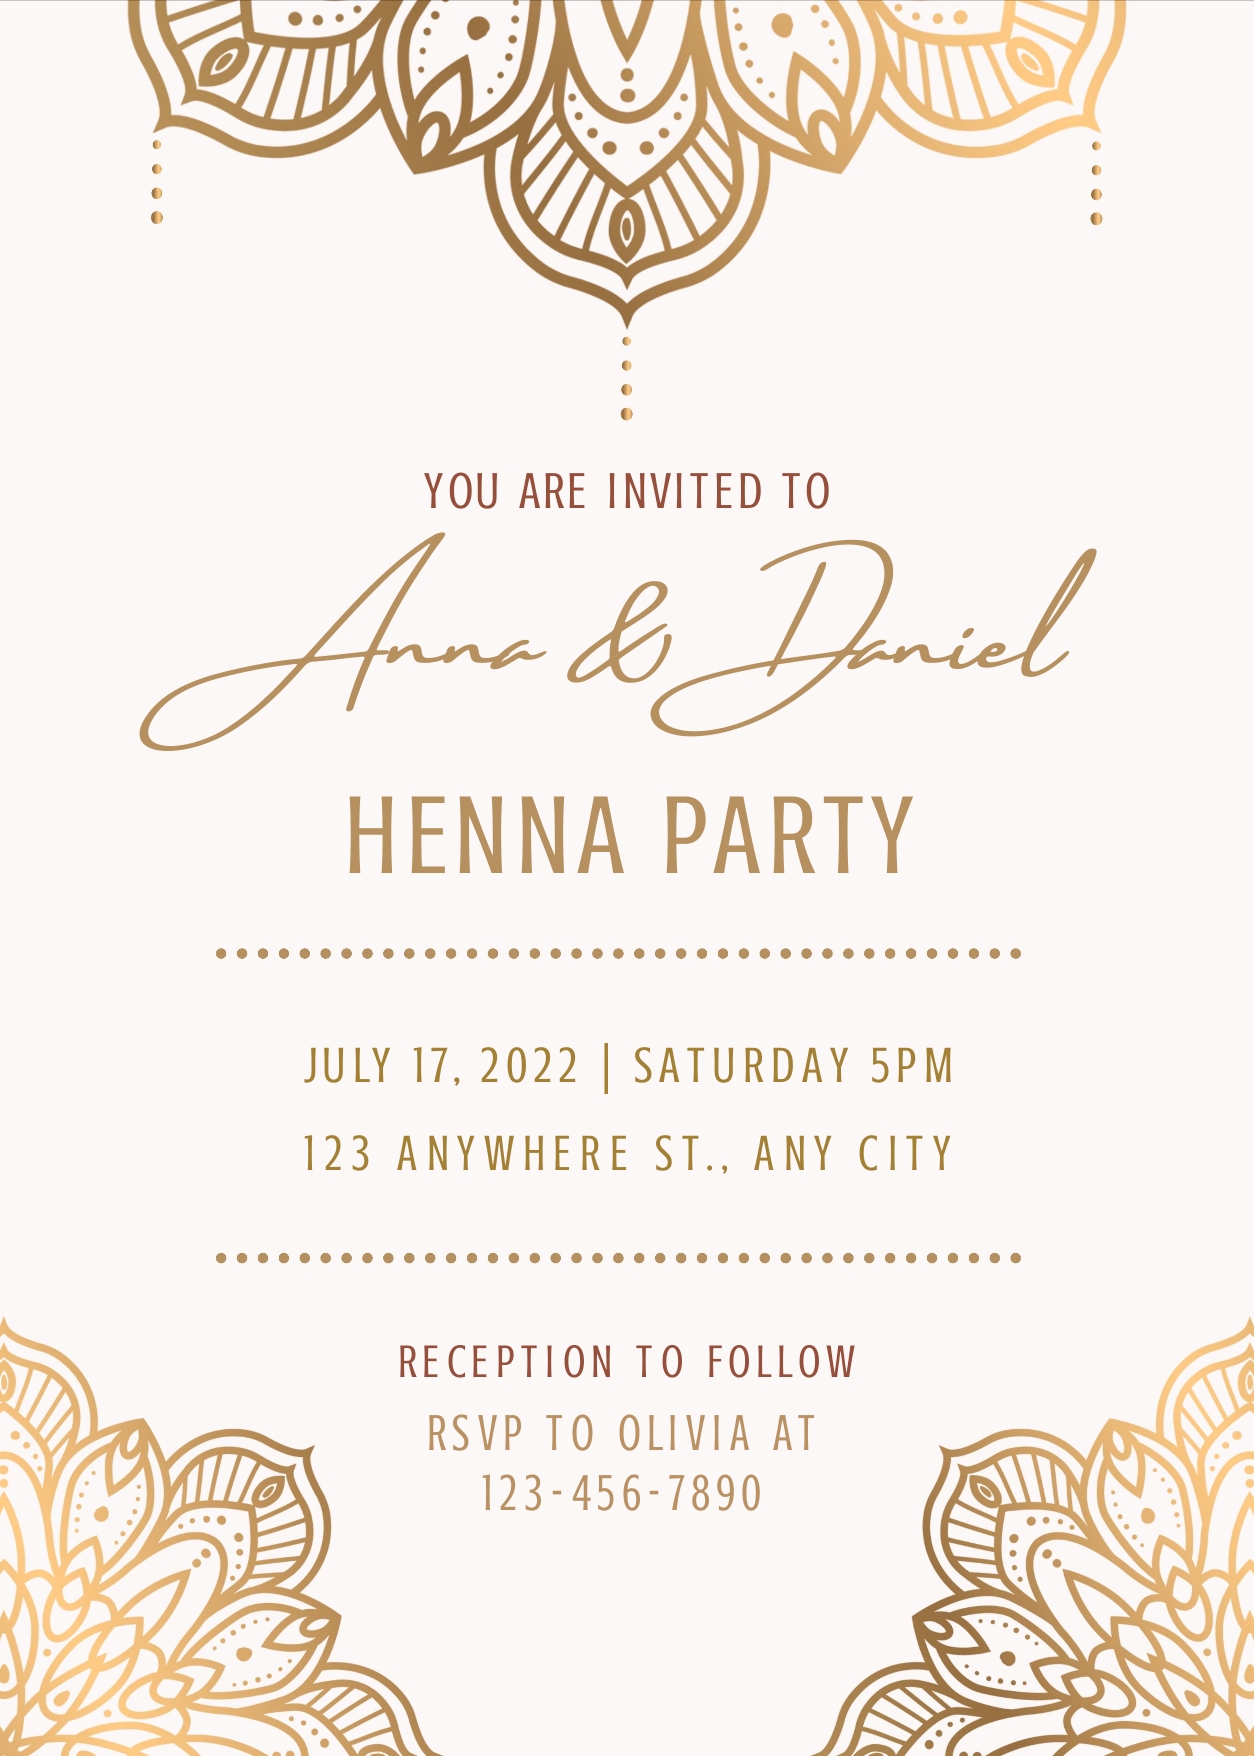 YOU ARE INVITED TO
Anna & Daniel
HENNA PARTY
JULY 17, 2022 | SATURDAY 5PM
123 ANYWHERE ST., ANY CITY
RECEPTION TO FOLLOW
RSVP TO OLIVIA AT
123-456-7890